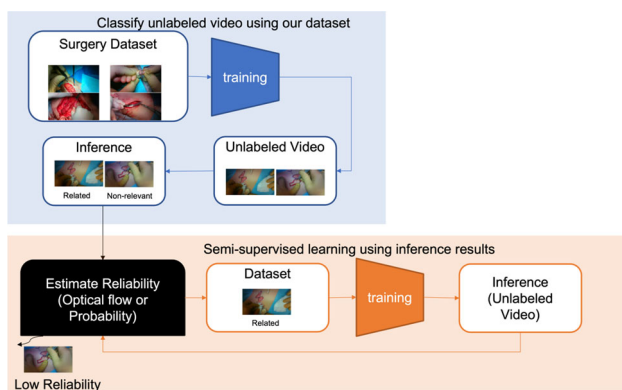 Classify unlabeled video using our dataset
Surgery Dataset
training
Inference
Related
Non-relevant
Unlabeled Video
Semi-supervised learning using inference results
Estimate Reliability
(Optical flow or
Probability)
Dataset
Related
training
Inference
(Unlabeled
Video)
Low Reliability